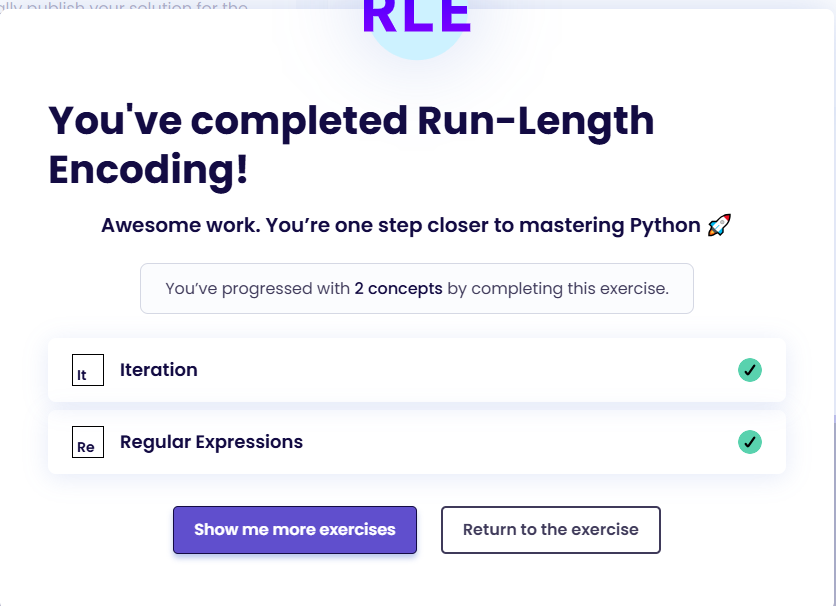 ally publish your solution for the
RLE
You've completed Run-Length
Encoding!
Awesome work. You’re one step closer to mastering Python 🚀
You’ve progressed with 2 concepts by completing this exercise.
It Iteration
Re Regular Expressions
Show me more exercises
Return to the exercise